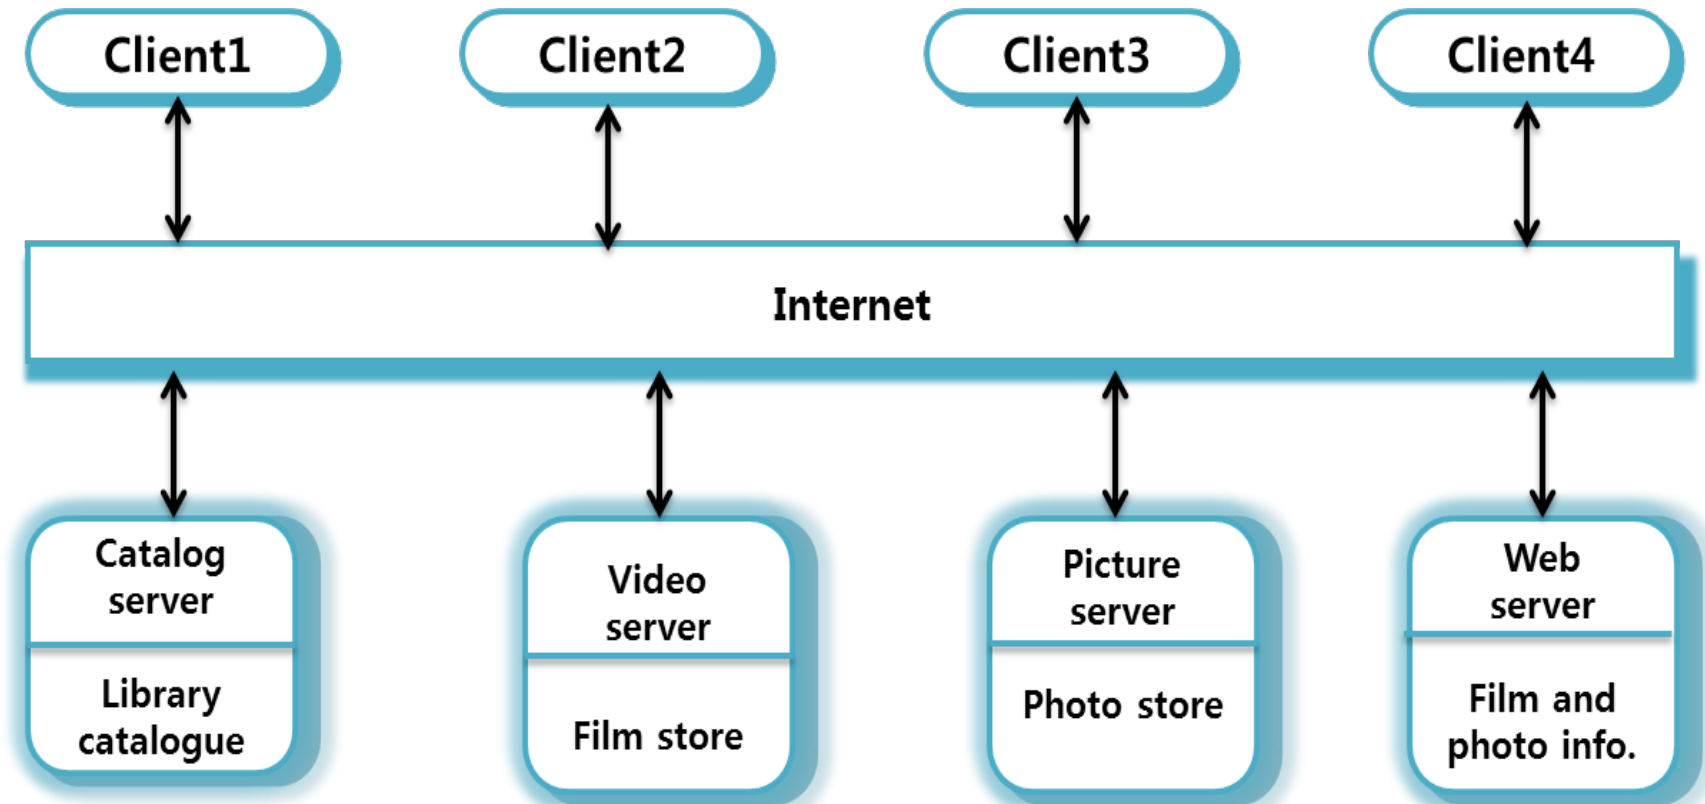 Client1
Client2
Client3
Client4
Internet
Catalog
server
Library
catalogue
Video
server
Film store
Picture
server
Photo store
Web
server
Film and
photo info.